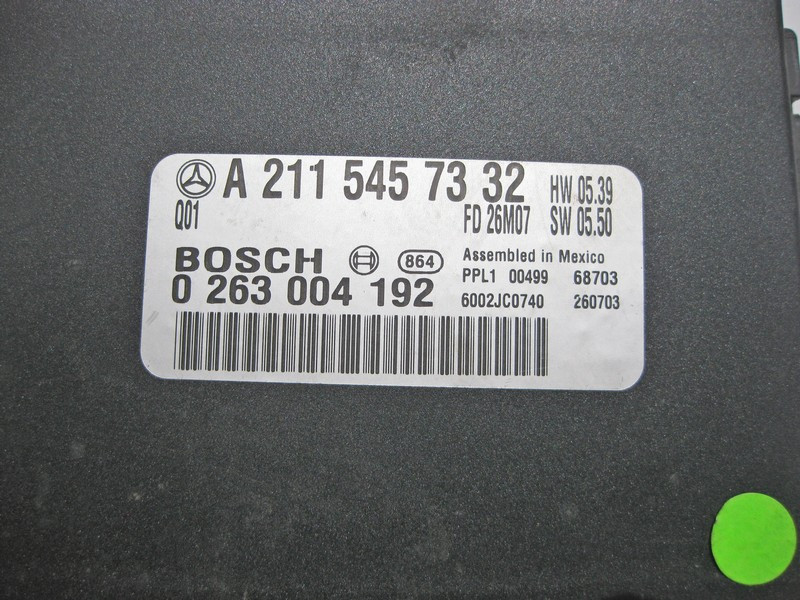 A 211 545 73 32 HW 05.39
Q01 FD 26M07 SW 05.50
BOSCH 864 Assembled in Mexico
0 263 004 192 PPL1 00499 68703
6002JC0740 260703